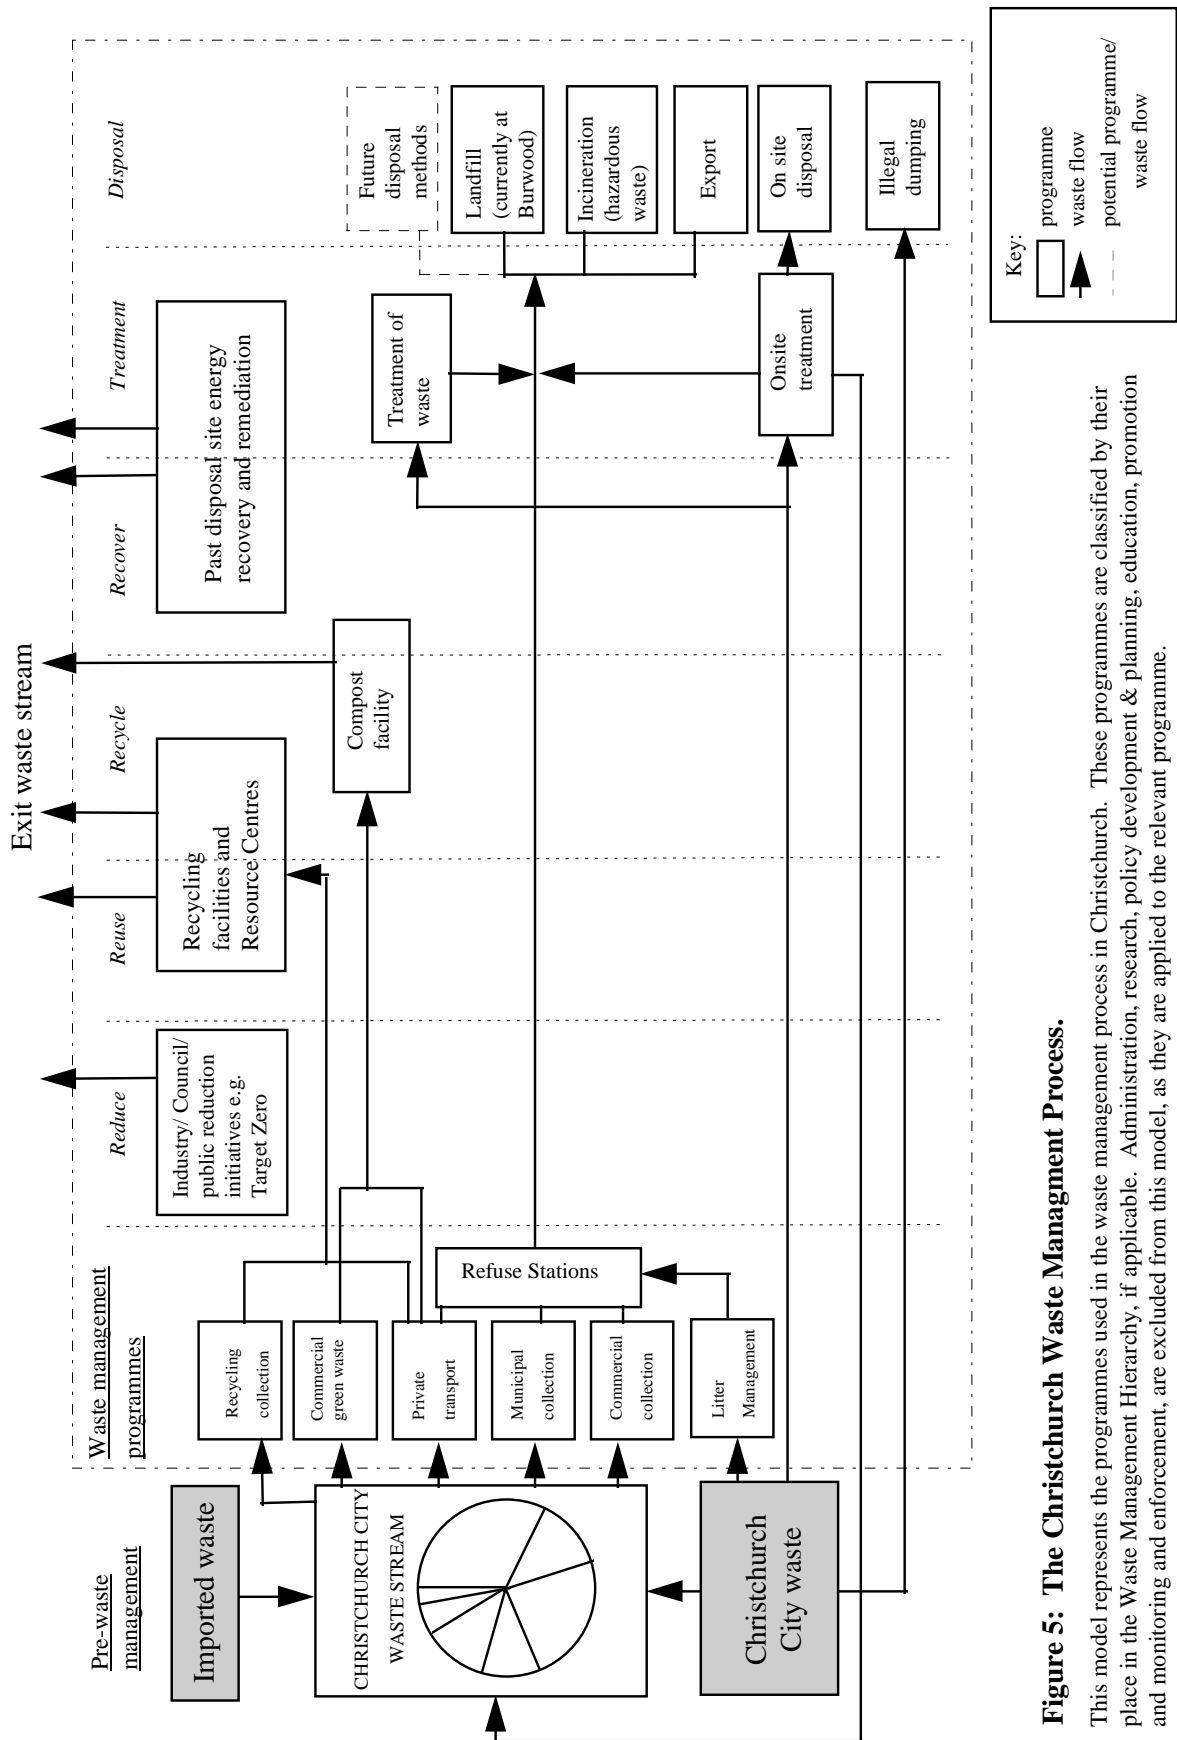 Exit waste stream
Pre-waste
management
Waste management
programmes
Reduce
Reuse
Recycle
Recover
Treatment
Disposal
Imported waste
CHRISTCHURCH CITY
WASTE STREAM
Christchurch
City waste
Recycling
collection
Commercial
green waste
Private
transport
Municipal
collection
Commercial
collection
Litter
Management
Refuse Stations
Industry/ Council/
public reduction
initiatives e.g.
Target Zero
Recycling
facilities and
Resource Centres
Compost
facility
Past disposal site energy
recovery and remediation
Treatment of
waste
Onsite
treatment
Future
disposal
methods
Landfill
(currently at
Burwood)
Incineration
(hazardous
waste)
Export
On site
disposal
Illegal
dumping
Key:
programme
waste flow
potential programme/
waste flow
Figure 5: The Christchurch Waste Managment Process.
This model represents the programmes used in the waste management process in Christchurch. These programmes are classified by their
place in the Waste Management Hierarchy, if applicable. Administration, research, policy development & planning, education, promotion
and monitoring and enforcement, are excluded from this model, as they are applied to the relevant programme.